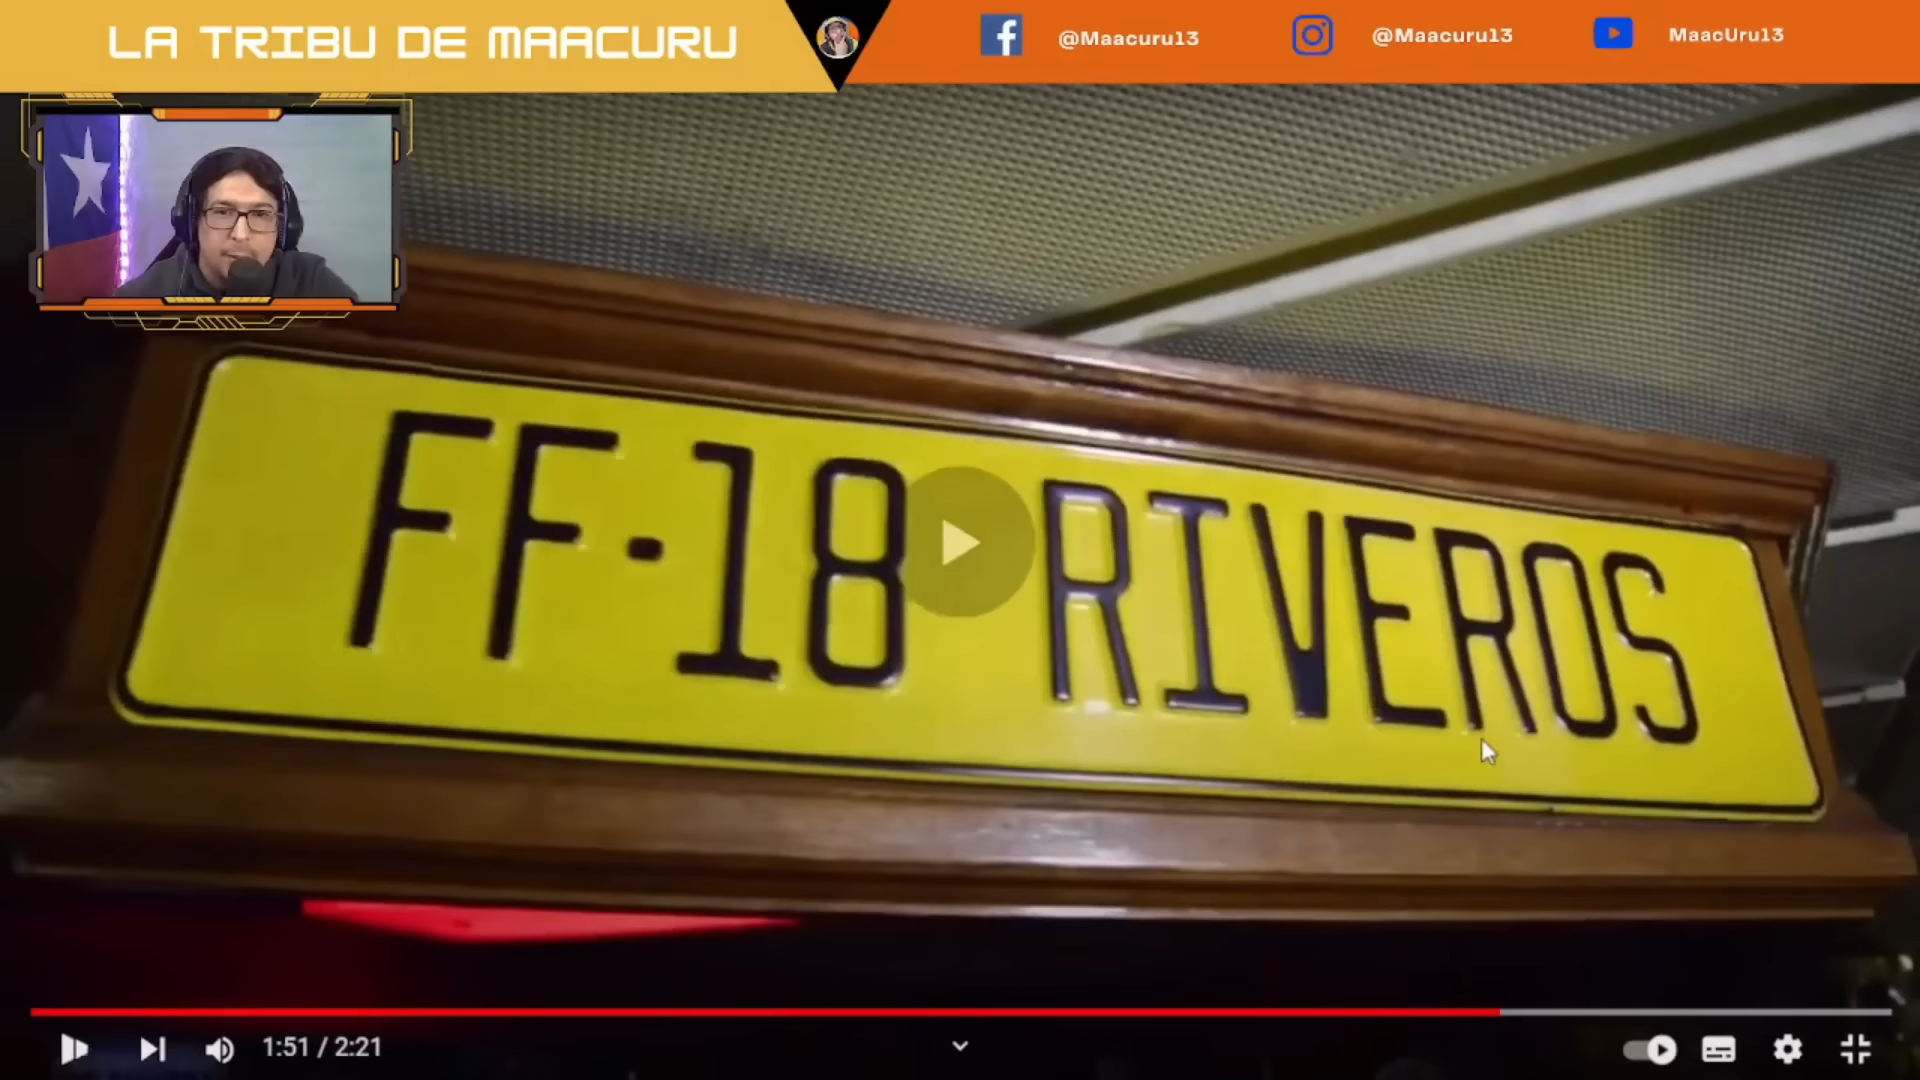 LA TRIBU DE MAACURU
@Maacuru13
@Maacuru13
MaacUru13
FF·18 RIVEROS
1:51 / 2:21